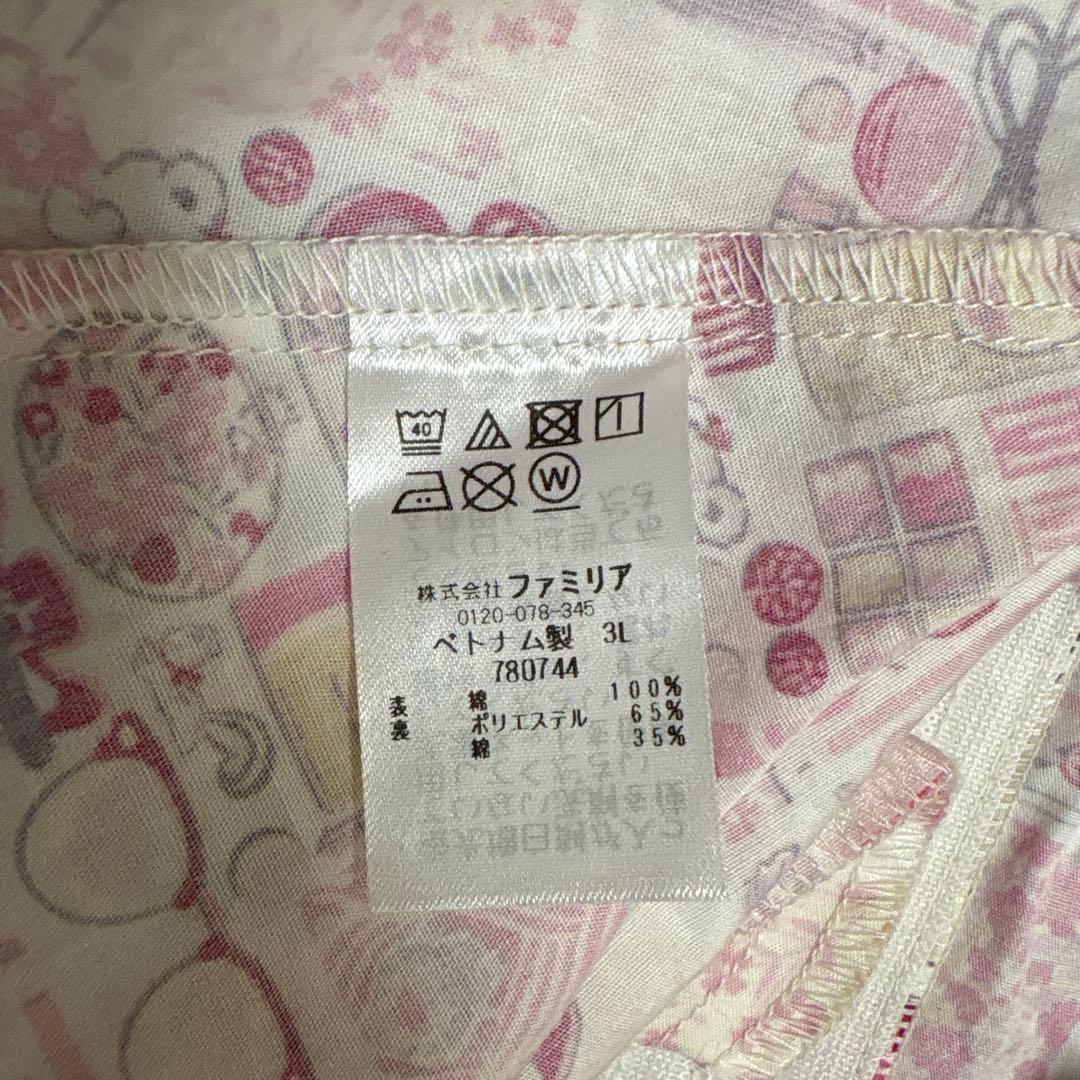 40
W
株式会社 ファミリア
0120-078-345
ベトナム製 3L
780744
表 綿 100%
裏 ポリエステル 65%
綿 35%